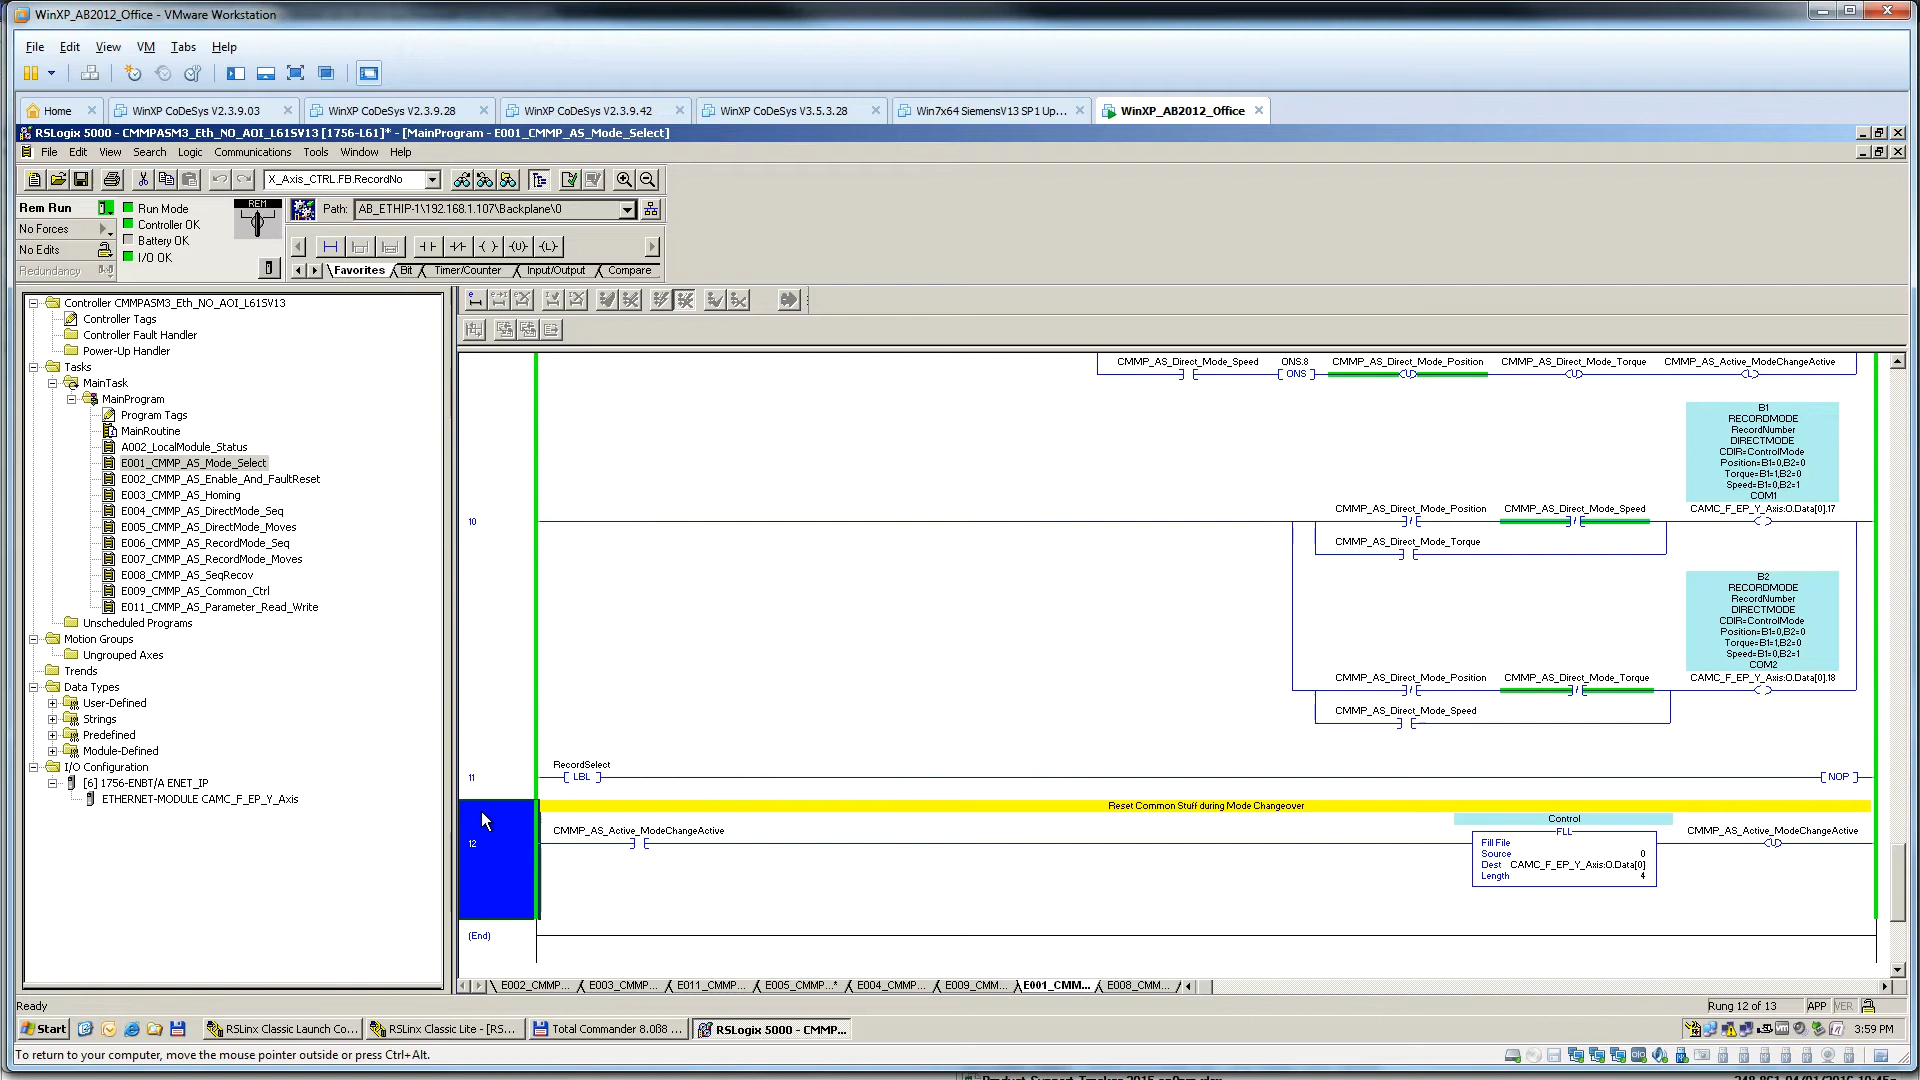 WinXP_AB2012_Office - VMware Workstation
File Edit View VM Tabs Help
Home WinXP CoDeSys V2.3.9.03 WinXP CoDeSys V2.3.9.28 WinXP CoDeSys V2.3.9.42 WinXP CoDeSys V3.5.3.28 Win7x64 SiemensV13 SP1 Up... WinXP_AB2012_Office
RSLogix 5000 - CMMPASM3_Eth_NO_AOI_L61SV13 [1756-L61]* - [MainProgram - E001_CMMP_AS_Mode_Select]
File Edit View Search Logic Communications Tools Window Help
X_Axis_CTRL.FB.RecordNo
Rem Run
No Forces
No Edits
Redundancy
Run Mode
Controller OK
Battery OK
I/O OK
REM
Path: AB_ETHIP-1\192.168.1.107\Backplane\0
Favorites Bit Timer/Counter Input/Output Compare
Controller CMMPASM3_Eth_NO_AOI_L61SV13
Controller Tags
Controller Fault Handler
Power-Up Handler
Tasks
MainTask
MainProgram
Program Tags
MainRoutine
A002_LocalModule_Status
E001_CMMP_AS_Mode_Select
E002_CMMP_AS_Enable_And_FaultReset
E003_CMMP_AS_Homing
E004_CMMP_AS_DirectMode_Seq
E005_CMMP_AS_DirectMode_Moves
E006_CMMP_AS_RecordMode_Seq
E007_CMMP_AS_RecordMode_Moves
E008_CMMP_AS_SeqRecov
E009_CMMP_AS_Common_Ctrl
E011_CMMP_AS_Parameter_Read_Write
Unscheduled Programs
Motion Groups
Ungrouped Axes
Trends
Data Types
User-Defined
Strings
Predefined
Module-Defined
I/O Configuration
[6] 1756-ENBT/A ENET_IP
ETHERNET-MODULE CAMC_F_EP_Y_Axis
CMMP_AS_Direct_Mode_Speed ONS.8 CMMP_AS_Direct_Mode_Position CMMP_AS_Direct_Mode_Torque CMMP_AS_Active_ModeChangeActive
ONS U U L
B1
RECORDMODE
RecordNumber
DIRECTMODE
CDIR=ControlMode
Position=B1=0,B2=0
Torque=B1=1,B2=0
Speed=B1=0,B2=1
COM1
CMMP_AS_Direct_Mode_Position CMMP_AS_Direct_Mode_Speed CAMC_F_EP_Y_Axis:O.Data[0].17
10
CMMP_AS_Direct_Mode_Torque
B2
RECORDMODE
RecordNumber
DIRECTMODE
CDIR=ControlMode
Position=B1=0,B2=0
Torque=B1=1,B2=0
Speed=B1=0,B2=1
COM2
CMMP_AS_Direct_Mode_Position CMMP_AS_Direct_Mode_Torque CAMC_F_EP_Y_Axis:O.Data[0].18
CMMP_AS_Direct_Mode_Speed
RecordSelect
11 LBL NOP
Reset Common Stuff during Mode Changeover
Control
CMMP_AS_Active_ModeChangeActive FLL CMMP_AS_Active_ModeChangeActive
12 Fill File U
Source 0
Dest CAMC_F_EP_Y_Axis:O.Data[0]
Length 4
(End)
E002_CMMP... E003_CMMP... E011_CMMP... E005_CMMP...* E004_CMMP... E009_CMM... E001_CMM... E008_CMM...
Ready Rung 12 of 13 APP VER
Start RSLinx Classic Launch Co... RSLinx Classic Lite - [RS... Total Commander 8.0ß8 ... RSLogix 5000 - CMMP... 3:59 PM
To return to your computer, move the mouse pointer outside or press Ctrl+Alt.